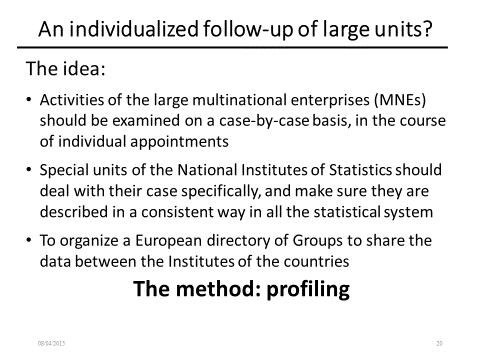 An individualized follow-up of large units?
The idea:
• Activities of the large multinational enterprises (MNEs)
should be examined on a case-by-case basis, in the course
of individual appointments
• Special units of the National Institutes of Statistics should
deal with their case specifically, and make sure they are
described in a consistent way in all the statistical system
• To organize a European directory of Groups to share the
data between the Institutes of the countries
The method: profiling
08/04/2015
20